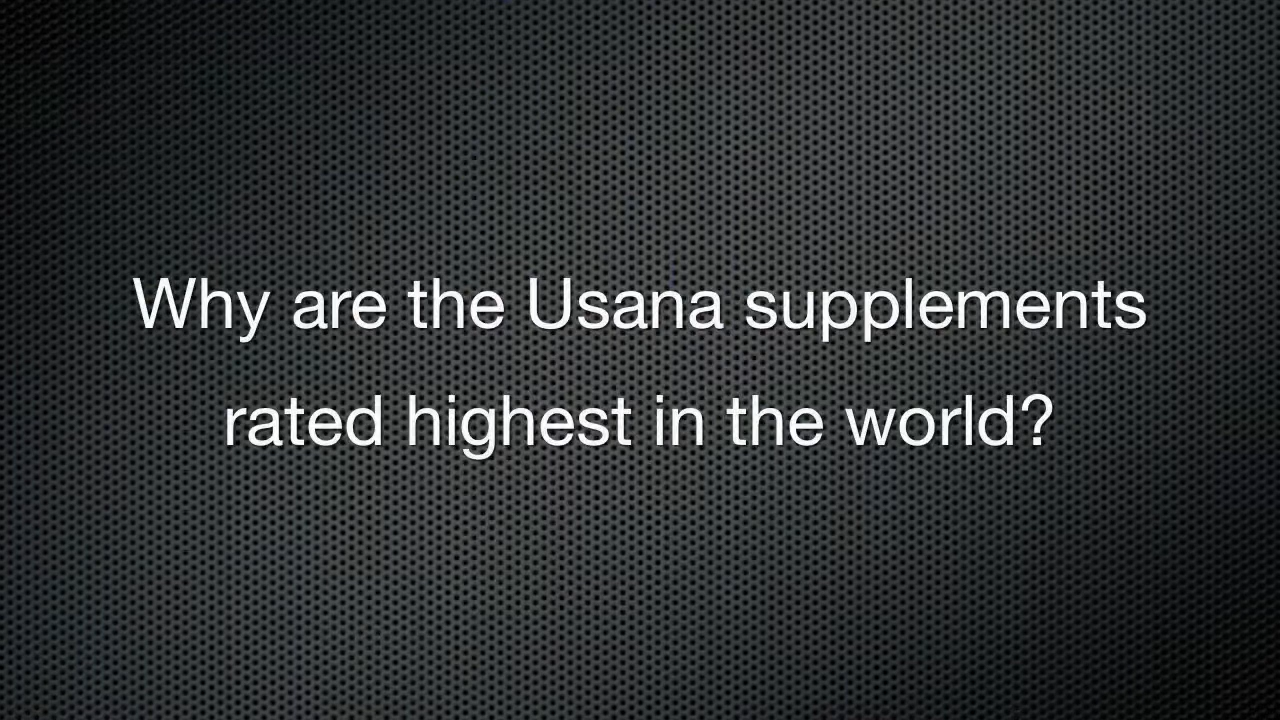 Why are the Usana supplements
rated highest in the world?